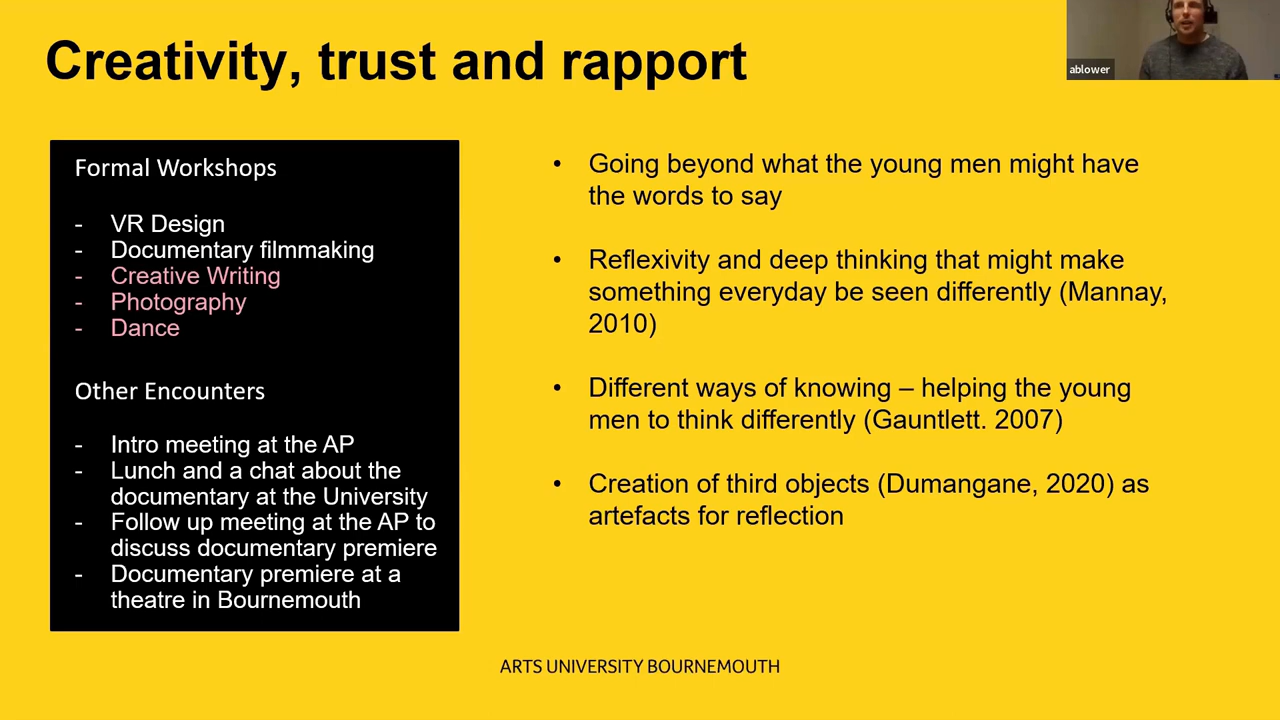 Creativity, trust and rapport
ablower
Formal Workshops
- VR Design
- Documentary filmmaking
- Creative Writing
- Photography
- Dance
Other Encounters
- Intro meeting at the AP
- Lunch and a chat about the
documentary at the University
- Follow up meeting at the AP to
discuss documentary premiere
- Documentary premiere at a
theatre in Bournemouth
• Going beyond what the young men might have
the words to say
• Reflexivity and deep thinking that might make
something everyday be seen differently (Mannay,
2010)
• Different ways of knowing – helping the young
men to think differently (Gauntlett. 2007)
• Creation of third objects (Dumangane, 2020) as
artefacts for reflection
ARTS UNIVERSITY BOURNEMOUTH